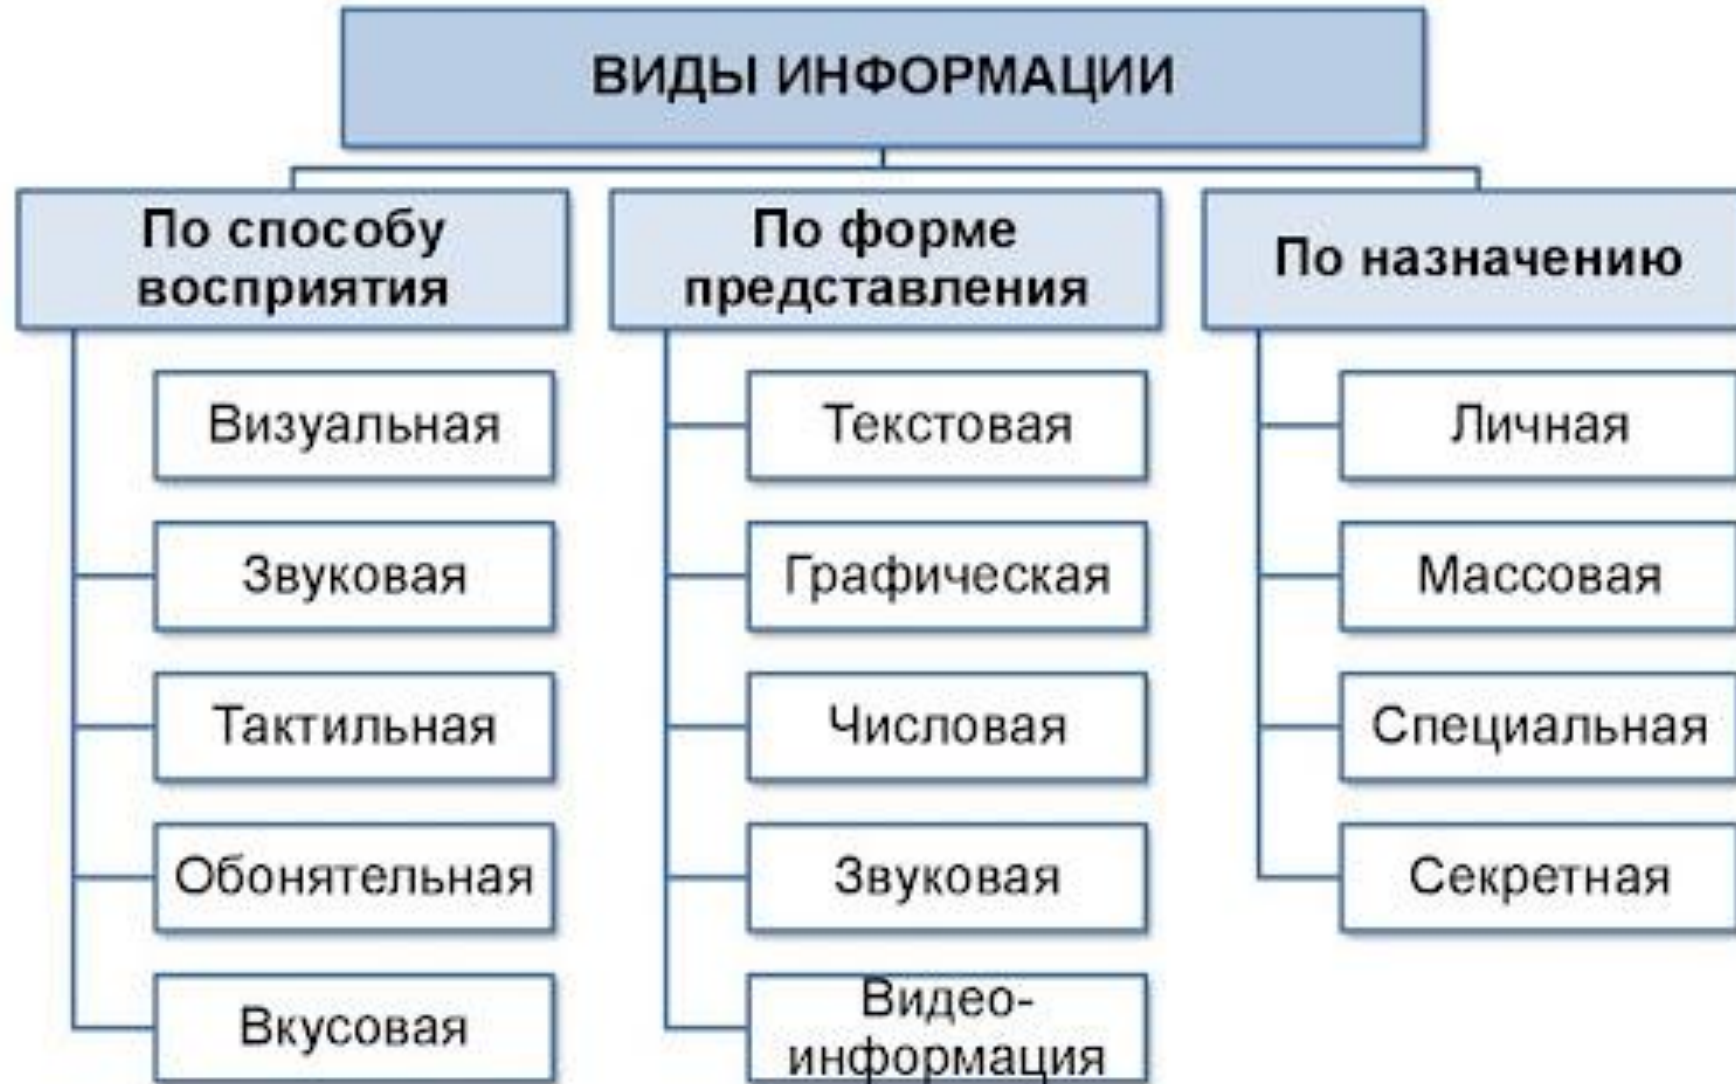 ВИДЫ ИНФОРМАЦИИ
По способу
восприятия
Визуальная
Звуковая
Тактильная
Обонятельная
Вкусовая
По форме
представления
Текстовая
Графическая
Числовая
Звуковая
Видео-
информация
По назначению
Личная
Массовая
Специальная
Секретная